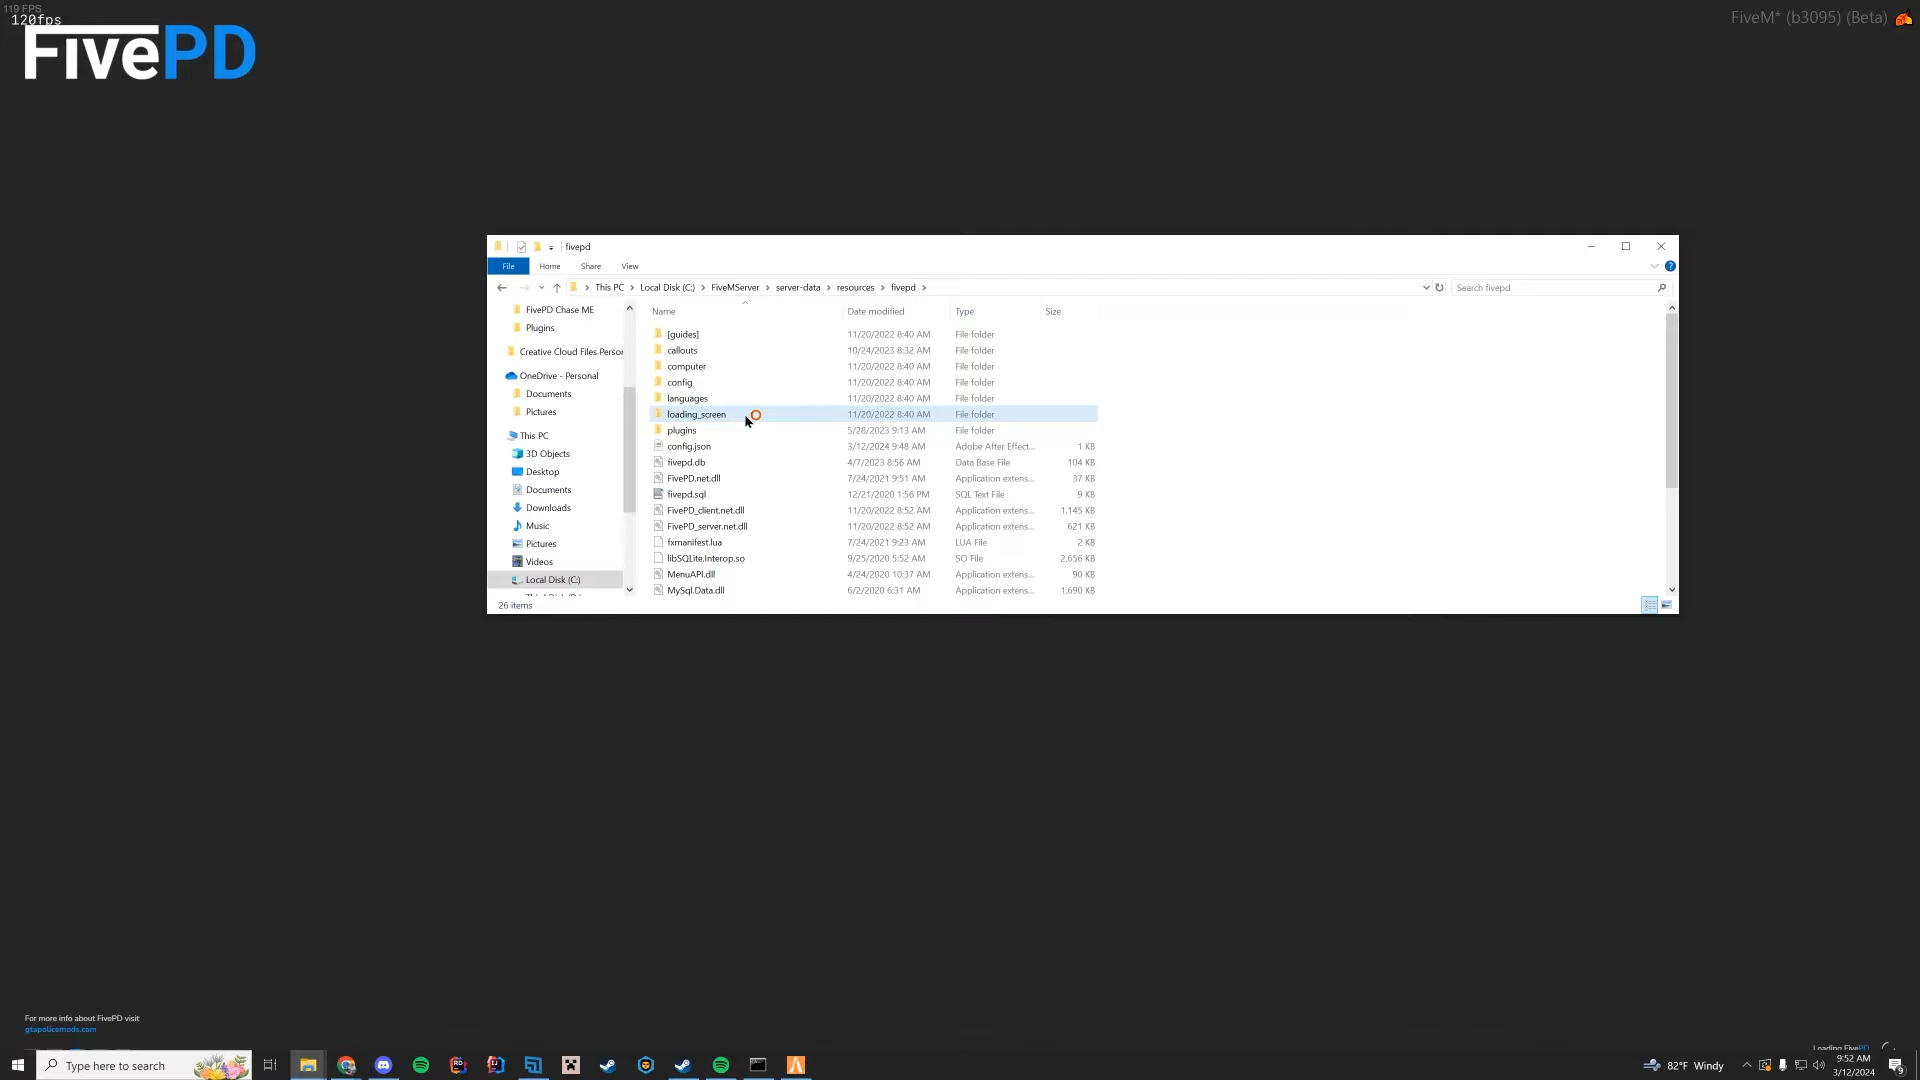 119 FPS
120fps
FivePD
FiveM* (b3095) (Beta)
fivepd
File Home Share View
This PC Local Disk (C:) FiveMServer server-data resources fivepd
Search fivepd
Name Date modified Type Size
FivePD Chase ME
Plugins
Creative Cloud Files Persor
OneDrive - Personal
Documents
Pictures
This PC
3D Objects
Desktop
Documents
Downloads
Music
Pictures
Videos
Local Disk (C:)
[guides] 11/20/2022 8:40 AM File folder
callouts 10/24/2023 8:32 AM File folder
computer 11/20/2022 8:40 AM File folder
config 11/20/2022 8:40 AM File folder
languages 11/20/2022 8:40 AM File folder
loading_screen 11/20/2022 8:40 AM File folder
plugins 5/28/2023 9:13 AM File folder
config.json 3/12/2024 9:48 AM Adobe After Effect... 1 KB
fivepd.db 4/7/2023 8:56 AM Data Base File 104 KB
FivePD.net.dll 7/24/2021 9:51 AM Application extens... 37 KB
fivepd.sql 12/21/2020 1:56 PM SQL Text File 9 KB
FivePD_client.net.dll 11/20/2022 8:52 AM Application extens... 1,145 KB
FivePD_server.net.dll 11/20/2022 8:52 AM Application extens... 621 KB
fxmanifest.lua 7/24/2021 9:23 AM LUA File 2 KB
libSQLite.Interop.so 9/25/2020 5:52 AM SO File 2,656 KB
MenuAPI.dll 4/24/2020 10:37 AM Application extens... 90 KB
MySql.Data.dll 6/2/2020 6:31 AM Application extens... 1,690 KB
26 items
For more info about FivePD visit
gtapolicemods.com
Loading FivePD
Type here to search
82°F Windy
9:52 AM
3/12/2024
9